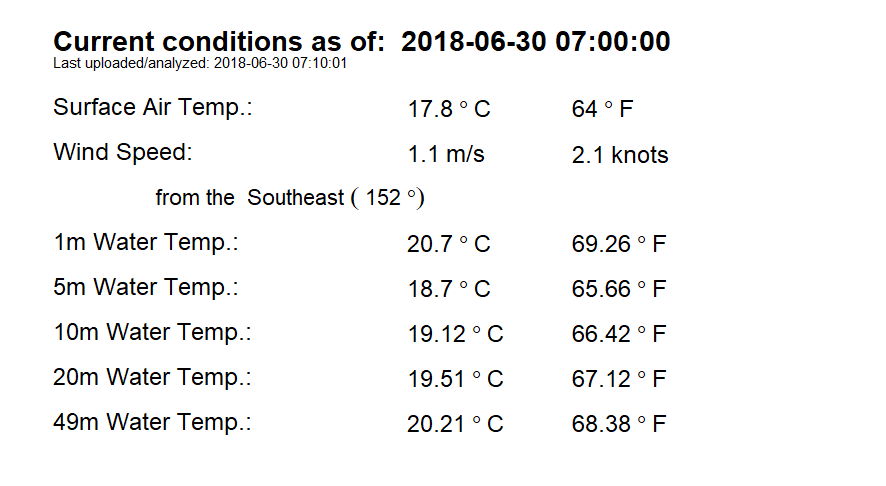 Current conditions as of: 2018-06-30 07:00:00
Last uploaded/analyzed: 2018-06-30 07:10:01
Surface Air Temp.: 17.8 ° C 64 ° F
Wind Speed: 1.1 m/s 2.1 knots
from the Southeast ( 152 °)
1m Water Temp.: 20.7 ° C 69.26 ° F
5m Water Temp.: 18.7 ° C 65.66 ° F
10m Water Temp.: 19.12 ° C 66.42 ° F
20m Water Temp.: 19.51 ° C 67.12 ° F
49m Water Temp.: 20.21 ° C 68.38 ° F